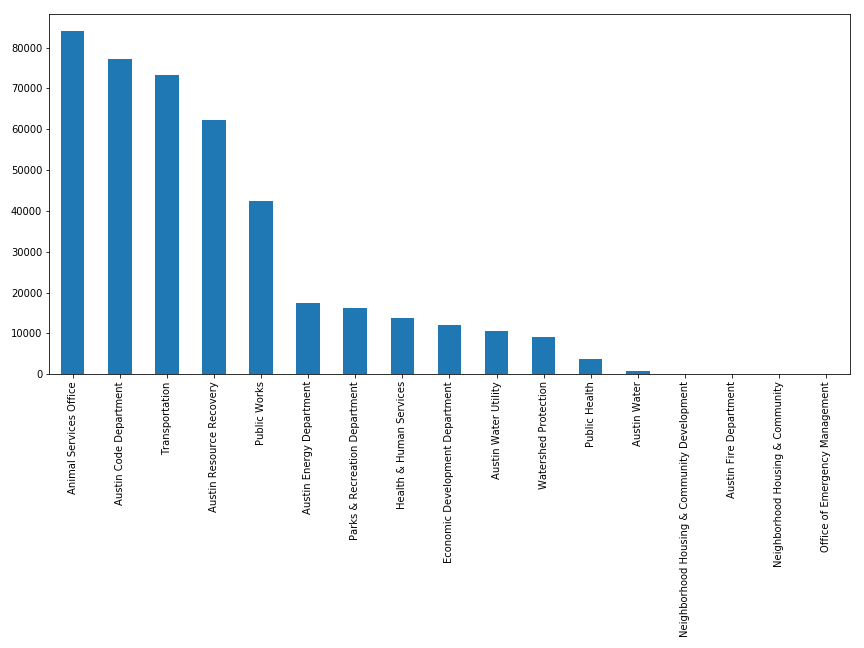 80000
70000
60000
50000
40000
30000
20000
10000
0
Animal Services Office
Austin Code Department
Transportation
Austin Resource Recovery
Public Works
Austin Energy Department
Parks & Recreation Department
Health & Human Services
Economic Development Department
Austin Water Utility
Watershed Protection
Public Health
Austin Water
Neighborhood Housing & Community Development
Austin Fire Department
Neighborhood Housing & Community
Office of Emergency Management